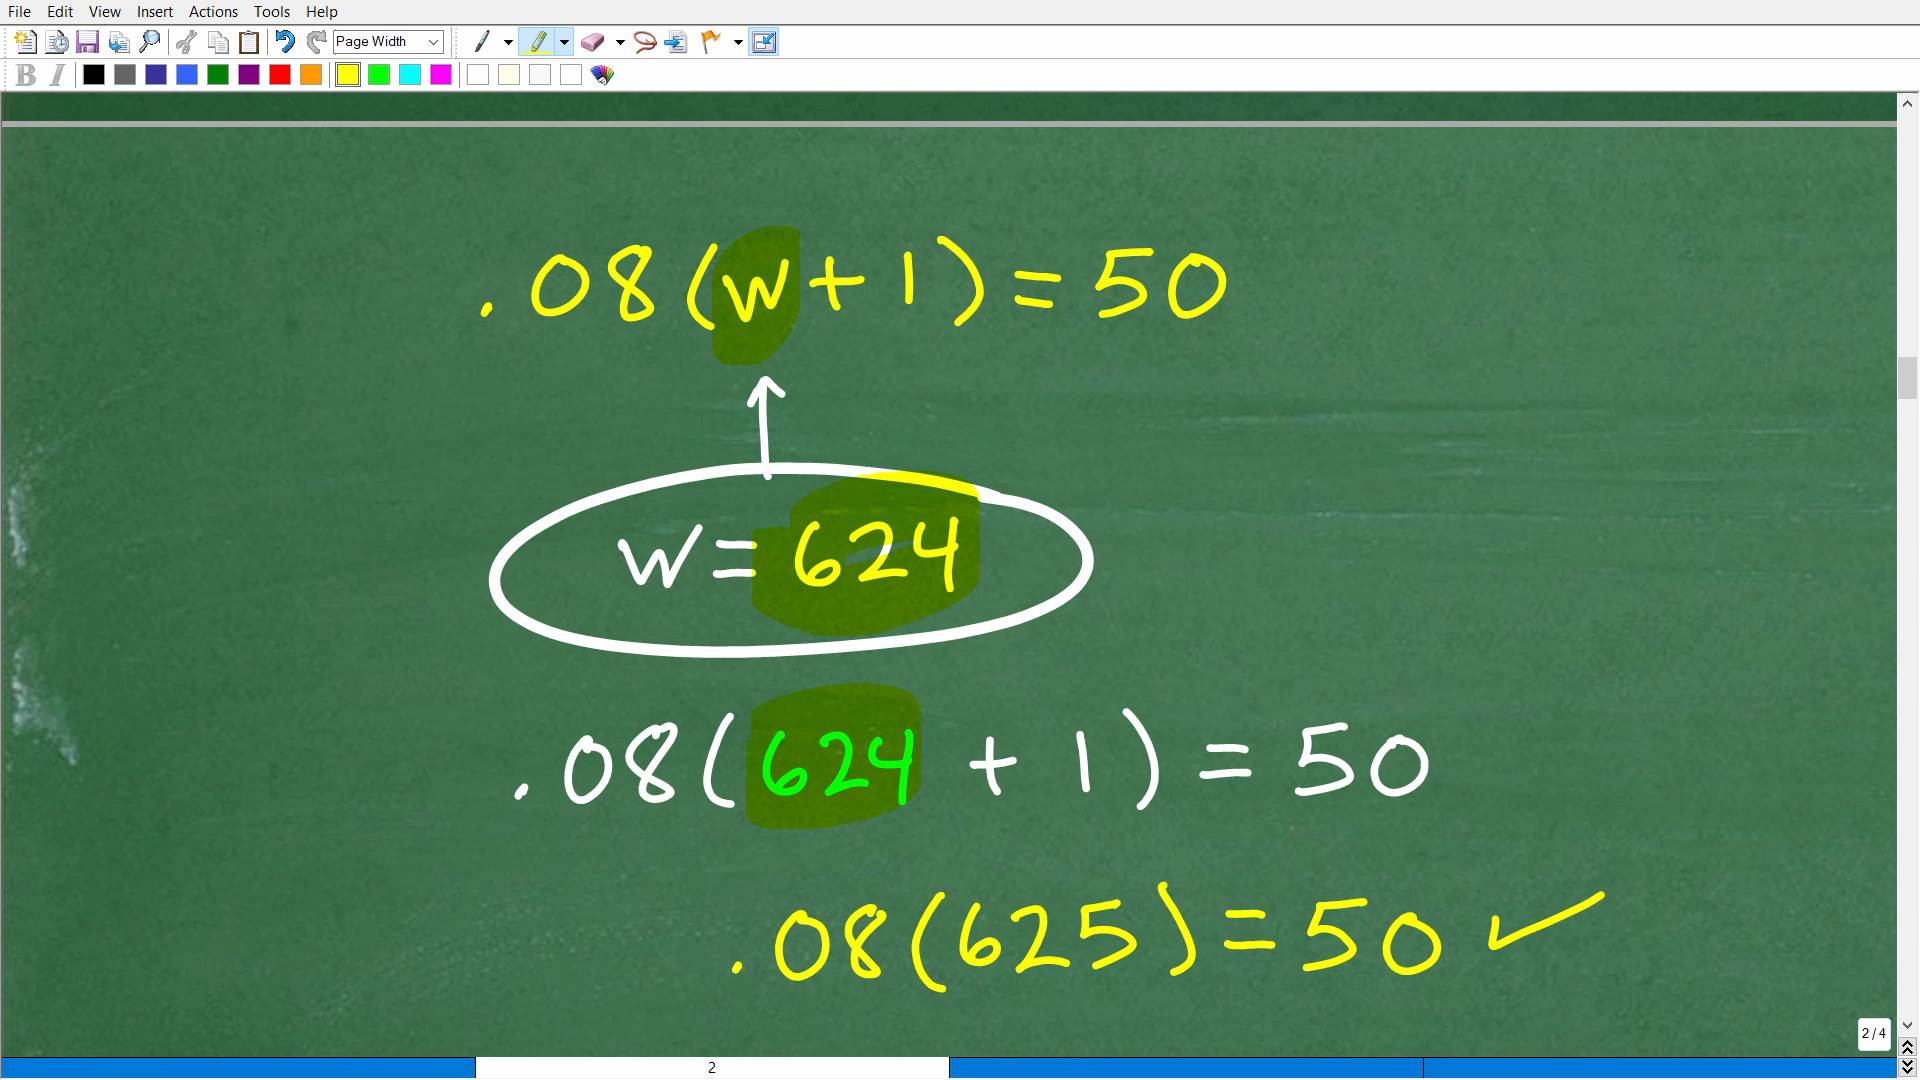 File Edit View Insert Actions Tools Help
Page Width
B I
.08(w+1)=50
w=624
.08(624 + 1)=50
.08(625)=50 ✓
2 / 4
2